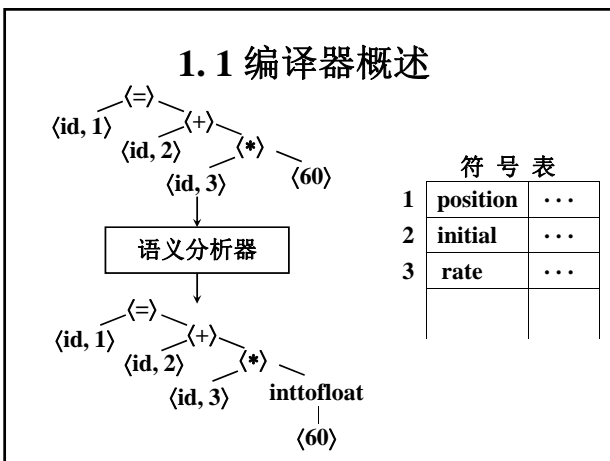 1.1 编译器概述
⟨=⟩
⟨id, 1⟩ ⟨+⟩
⟨id, 2⟩ ⟨*⟩
⟨id, 3⟩ ⟨60⟩
语义分析器
⟨=⟩
⟨id, 1⟩ ⟨+⟩
⟨id, 2⟩ ⟨*⟩
⟨id, 3⟩ inttofloat
⟨60⟩
符 号 表
1 position ···
2 initial ···
3 rate ···